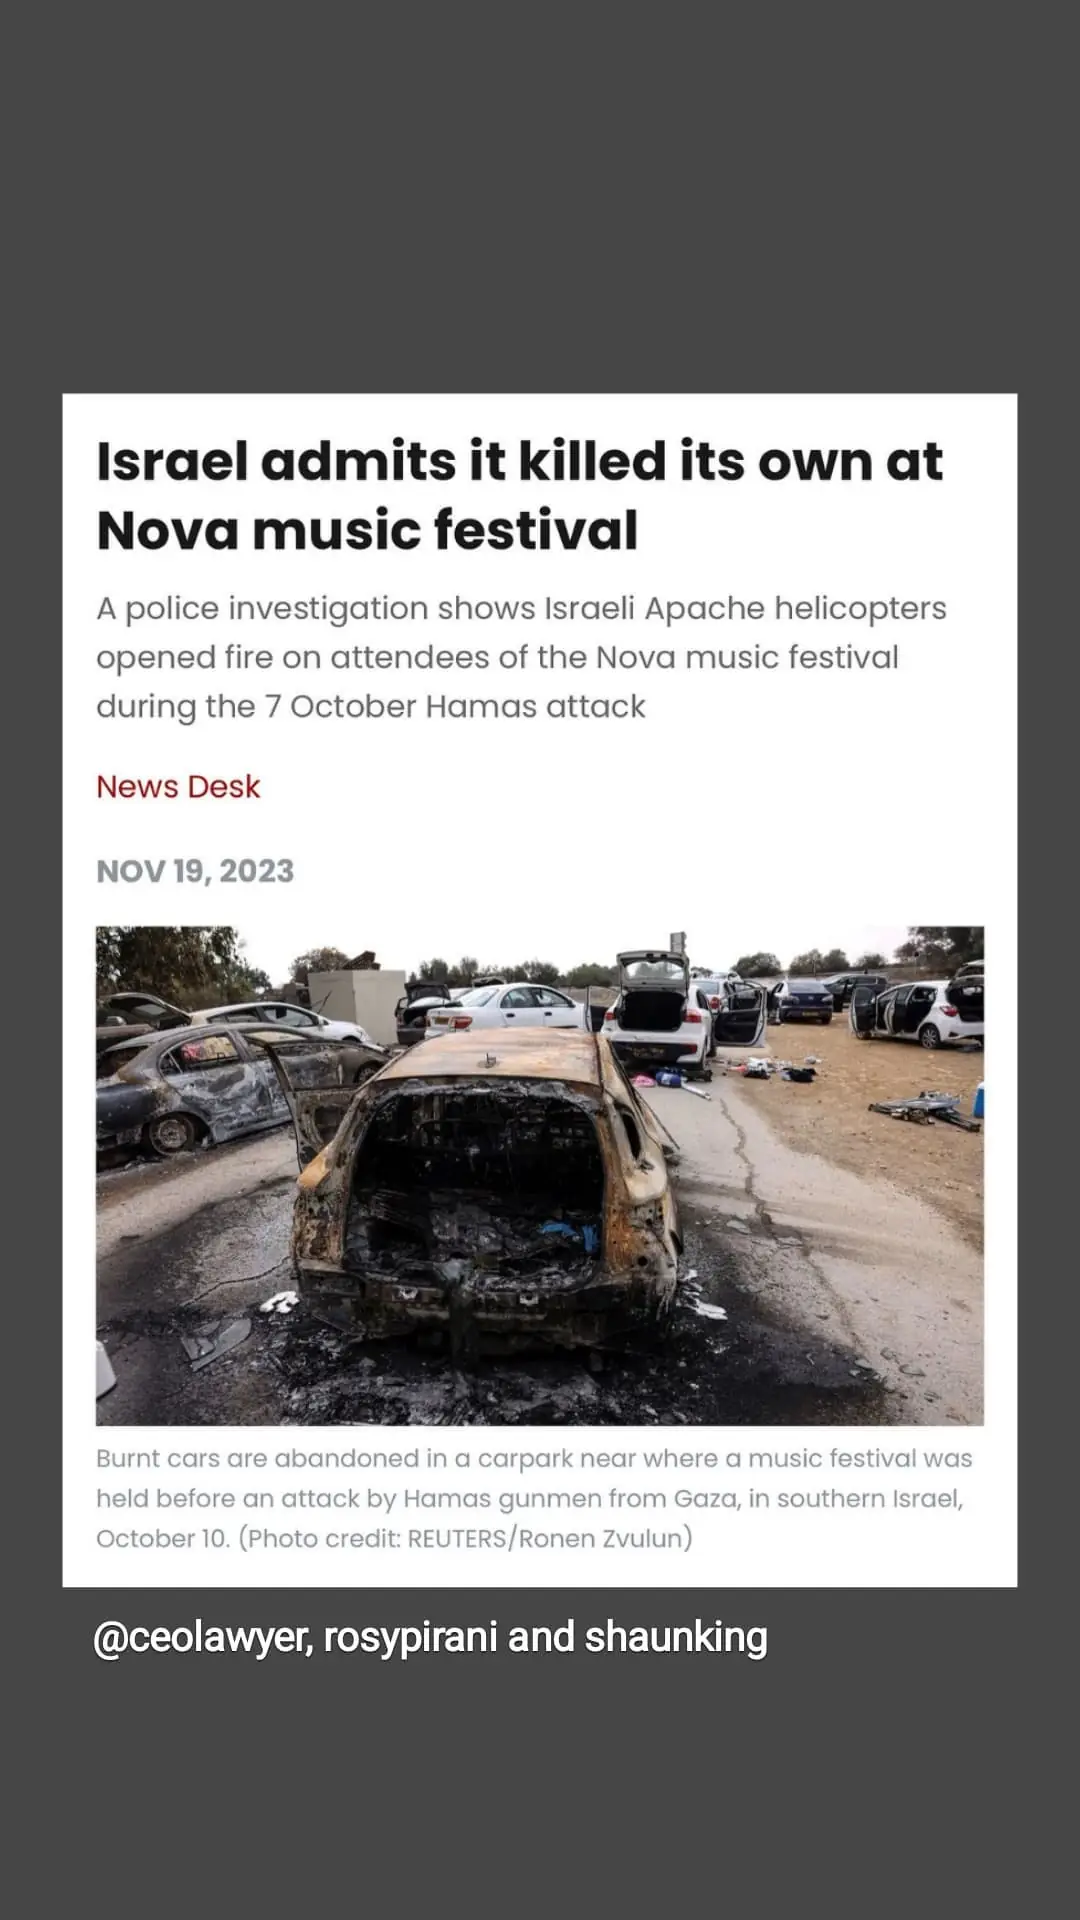 Israel admits it killed its own at
Nova music festival
A police investigation shows Israeli Apache helicopters
opened fire on attendees of the Nova music festival
during the 7 October Hamas attack
News Desk
NOV 19, 2023
Burnt cars are abandoned in a carpark near where a music festival was
held before an attack by Hamas gunmen from Gaza, in southern Israel,
October 10. (Photo credit: REUTERS/Ronen Zvulun)
@ceolawyer, rosypirani and shaunking